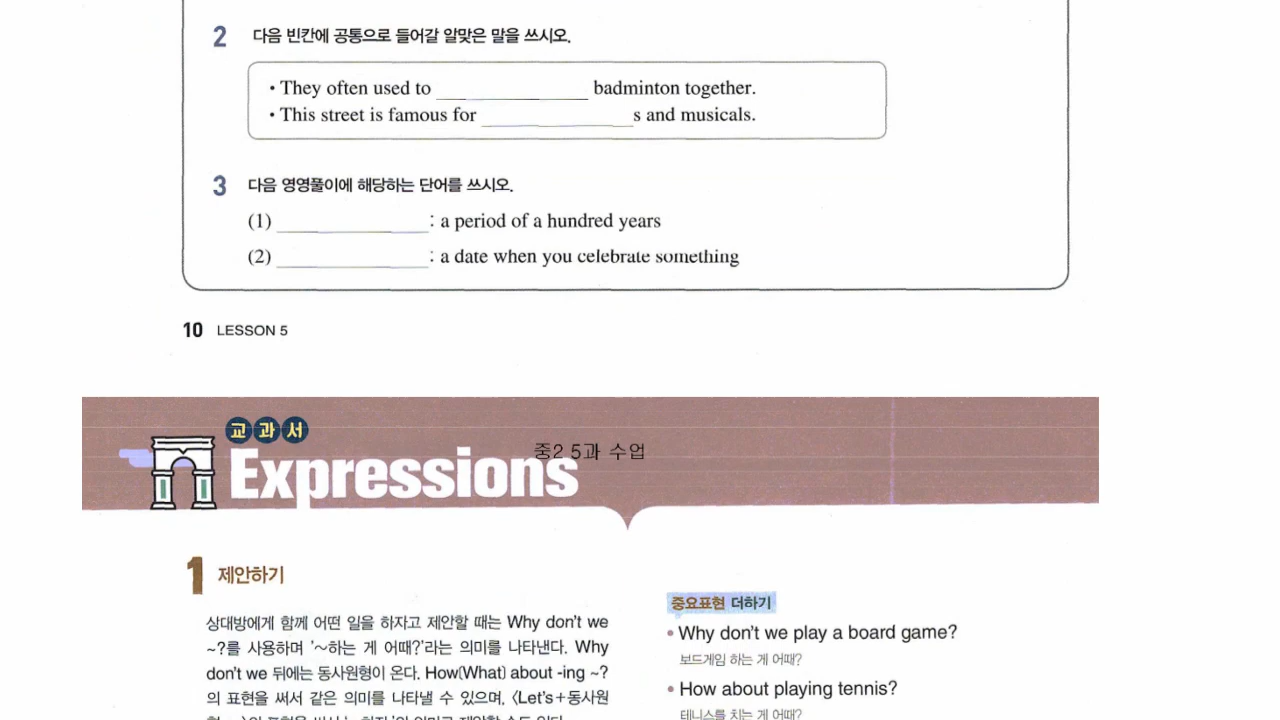 2 다음 빈칸에 공통으로 들어갈 알맞은 말을 쓰시오.
• They often used to ______________ badminton together.
• This street is famous for ______________s and musicals.
3 다음 영영풀이에 해당하는 단어를 쓰시오.
(1) ______________ : a period of a hundred years
(2) ______________ : a date when you celebrate something
10 LESSON 5
교과서
Expressions
중2 5과 수업
1 제안하기
상대방에게 함께 어떤 일을 하자고 제안할 때는 Why don't we
~?를 사용하며 '~하는 게 어때?'라는 의미를 나타낸다. Why
don't we 뒤에는 동사원형이 온다. How(What) about -ing ~?
의 표현을 써서 같은 의미를 나타낼 수 있으며, 〈Let's+동사원
중요표현 더하기
• Why don't we play a board game?
보드게임 하는 게 어때?
• How about playing tennis?
테니스를 치는 게 어때?